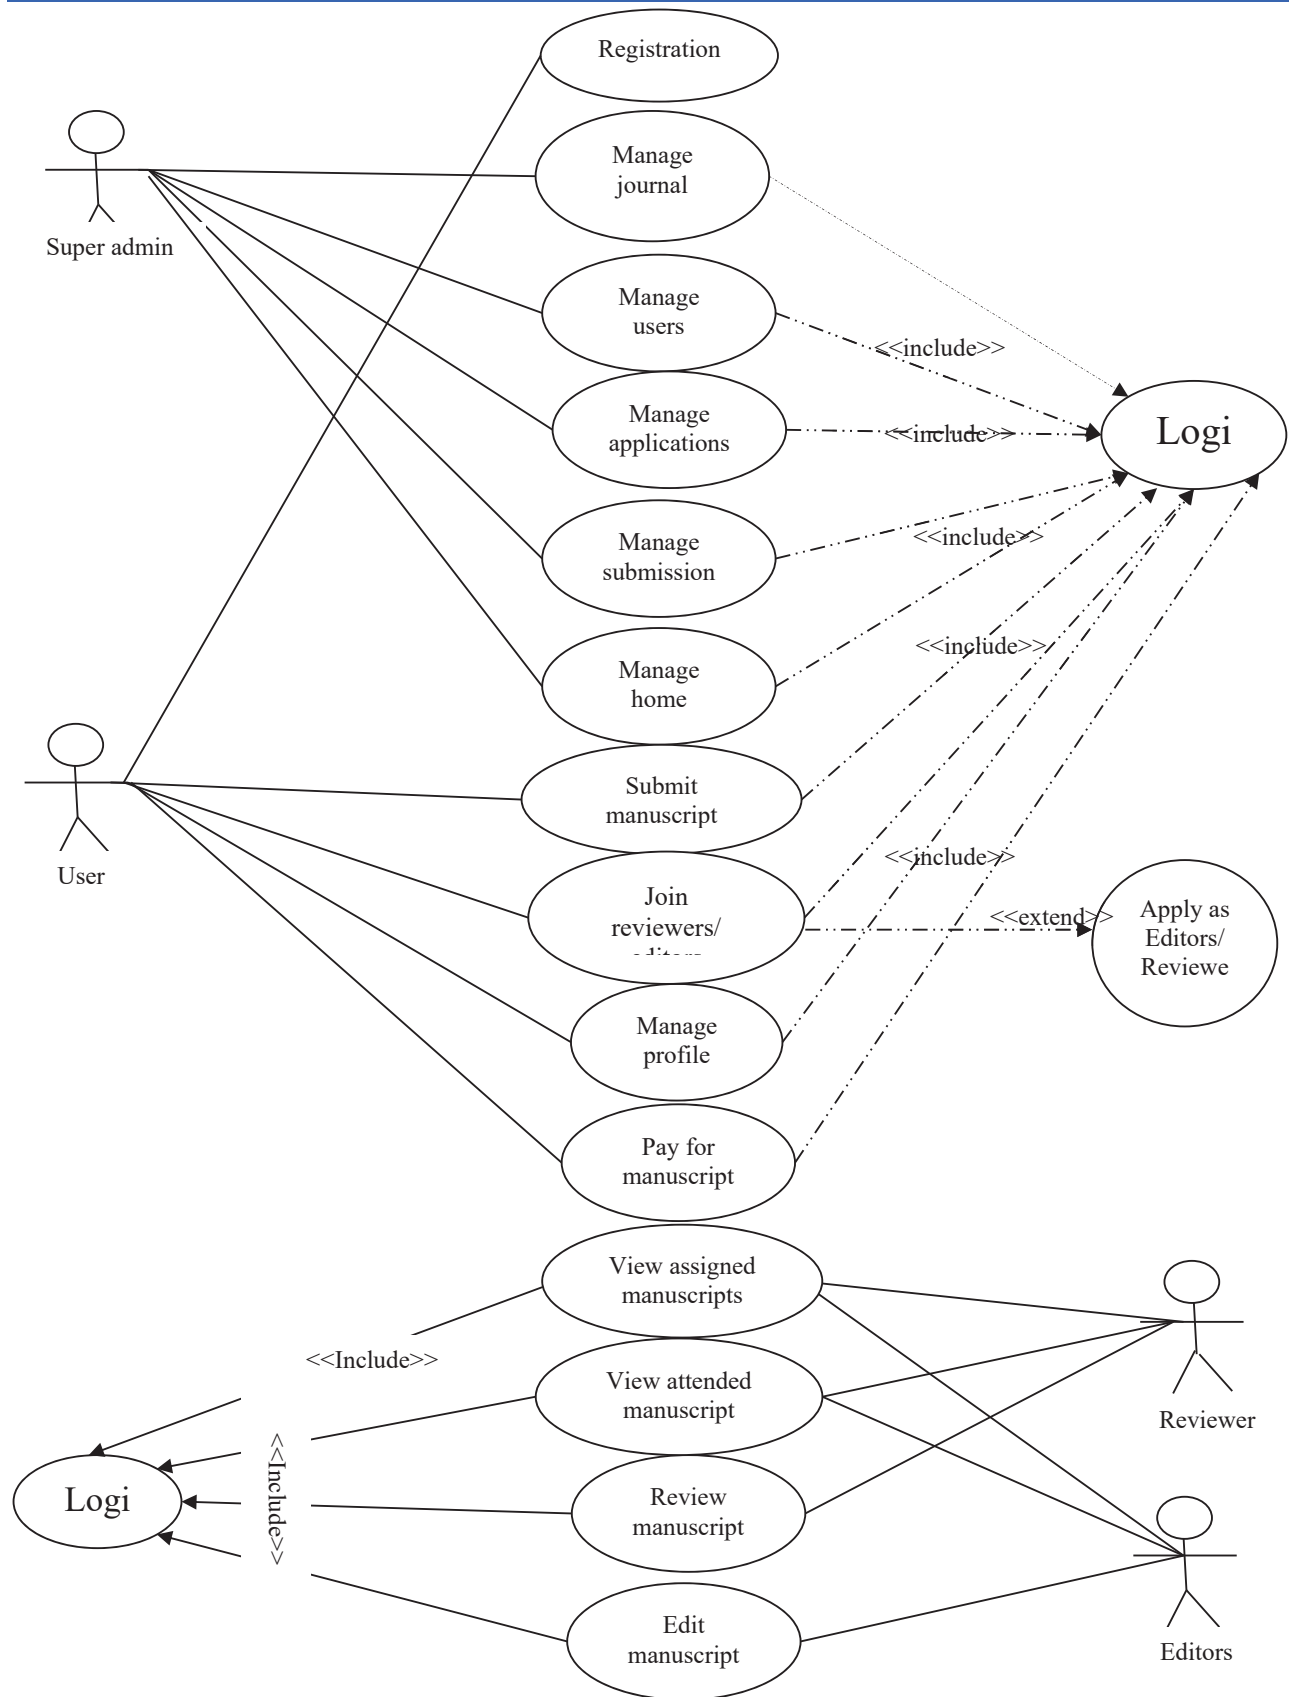 Registration
Manage
journal
Super admin
Manage
users
<<include>>
Manage
applications
<<include>>
Logi
Manage
submission
<<include>>
Manage
home
<<include>>
Submit
manuscript
User
Join
reviewers/
<<include>>
<<extend>>
Apply as
Editors/
Reviewe
Manage
profile
Pay for
manuscript
View assigned
manuscripts
<<Include>>
View attended
manuscript
Reviewer
<<Include>>
Logi
Review
manuscript
Edit
manuscript
Editors